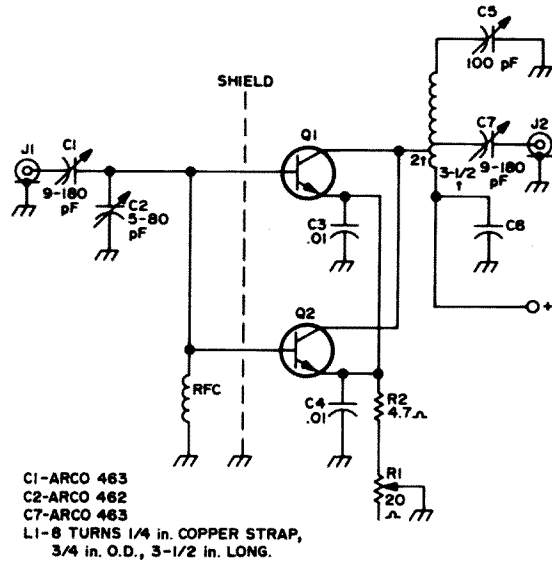 C5
100 pF
SHIELD
J1
C1
9-180
pF
C2
5-80
pF
Q1
C7
J2
2t
3-1/2
t
9-180
pF
C3
.01
C6
+
Q2
RFC
C4
.01
R2
4.7Ω
R1
20
Ω
C1-ARCO 463
C2-ARCO 462
C7-ARCO 463
L1-8 TURNS 1/4 in. COPPER STRAP,
3/4 in. O.D., 3-1/2 in. LONG.